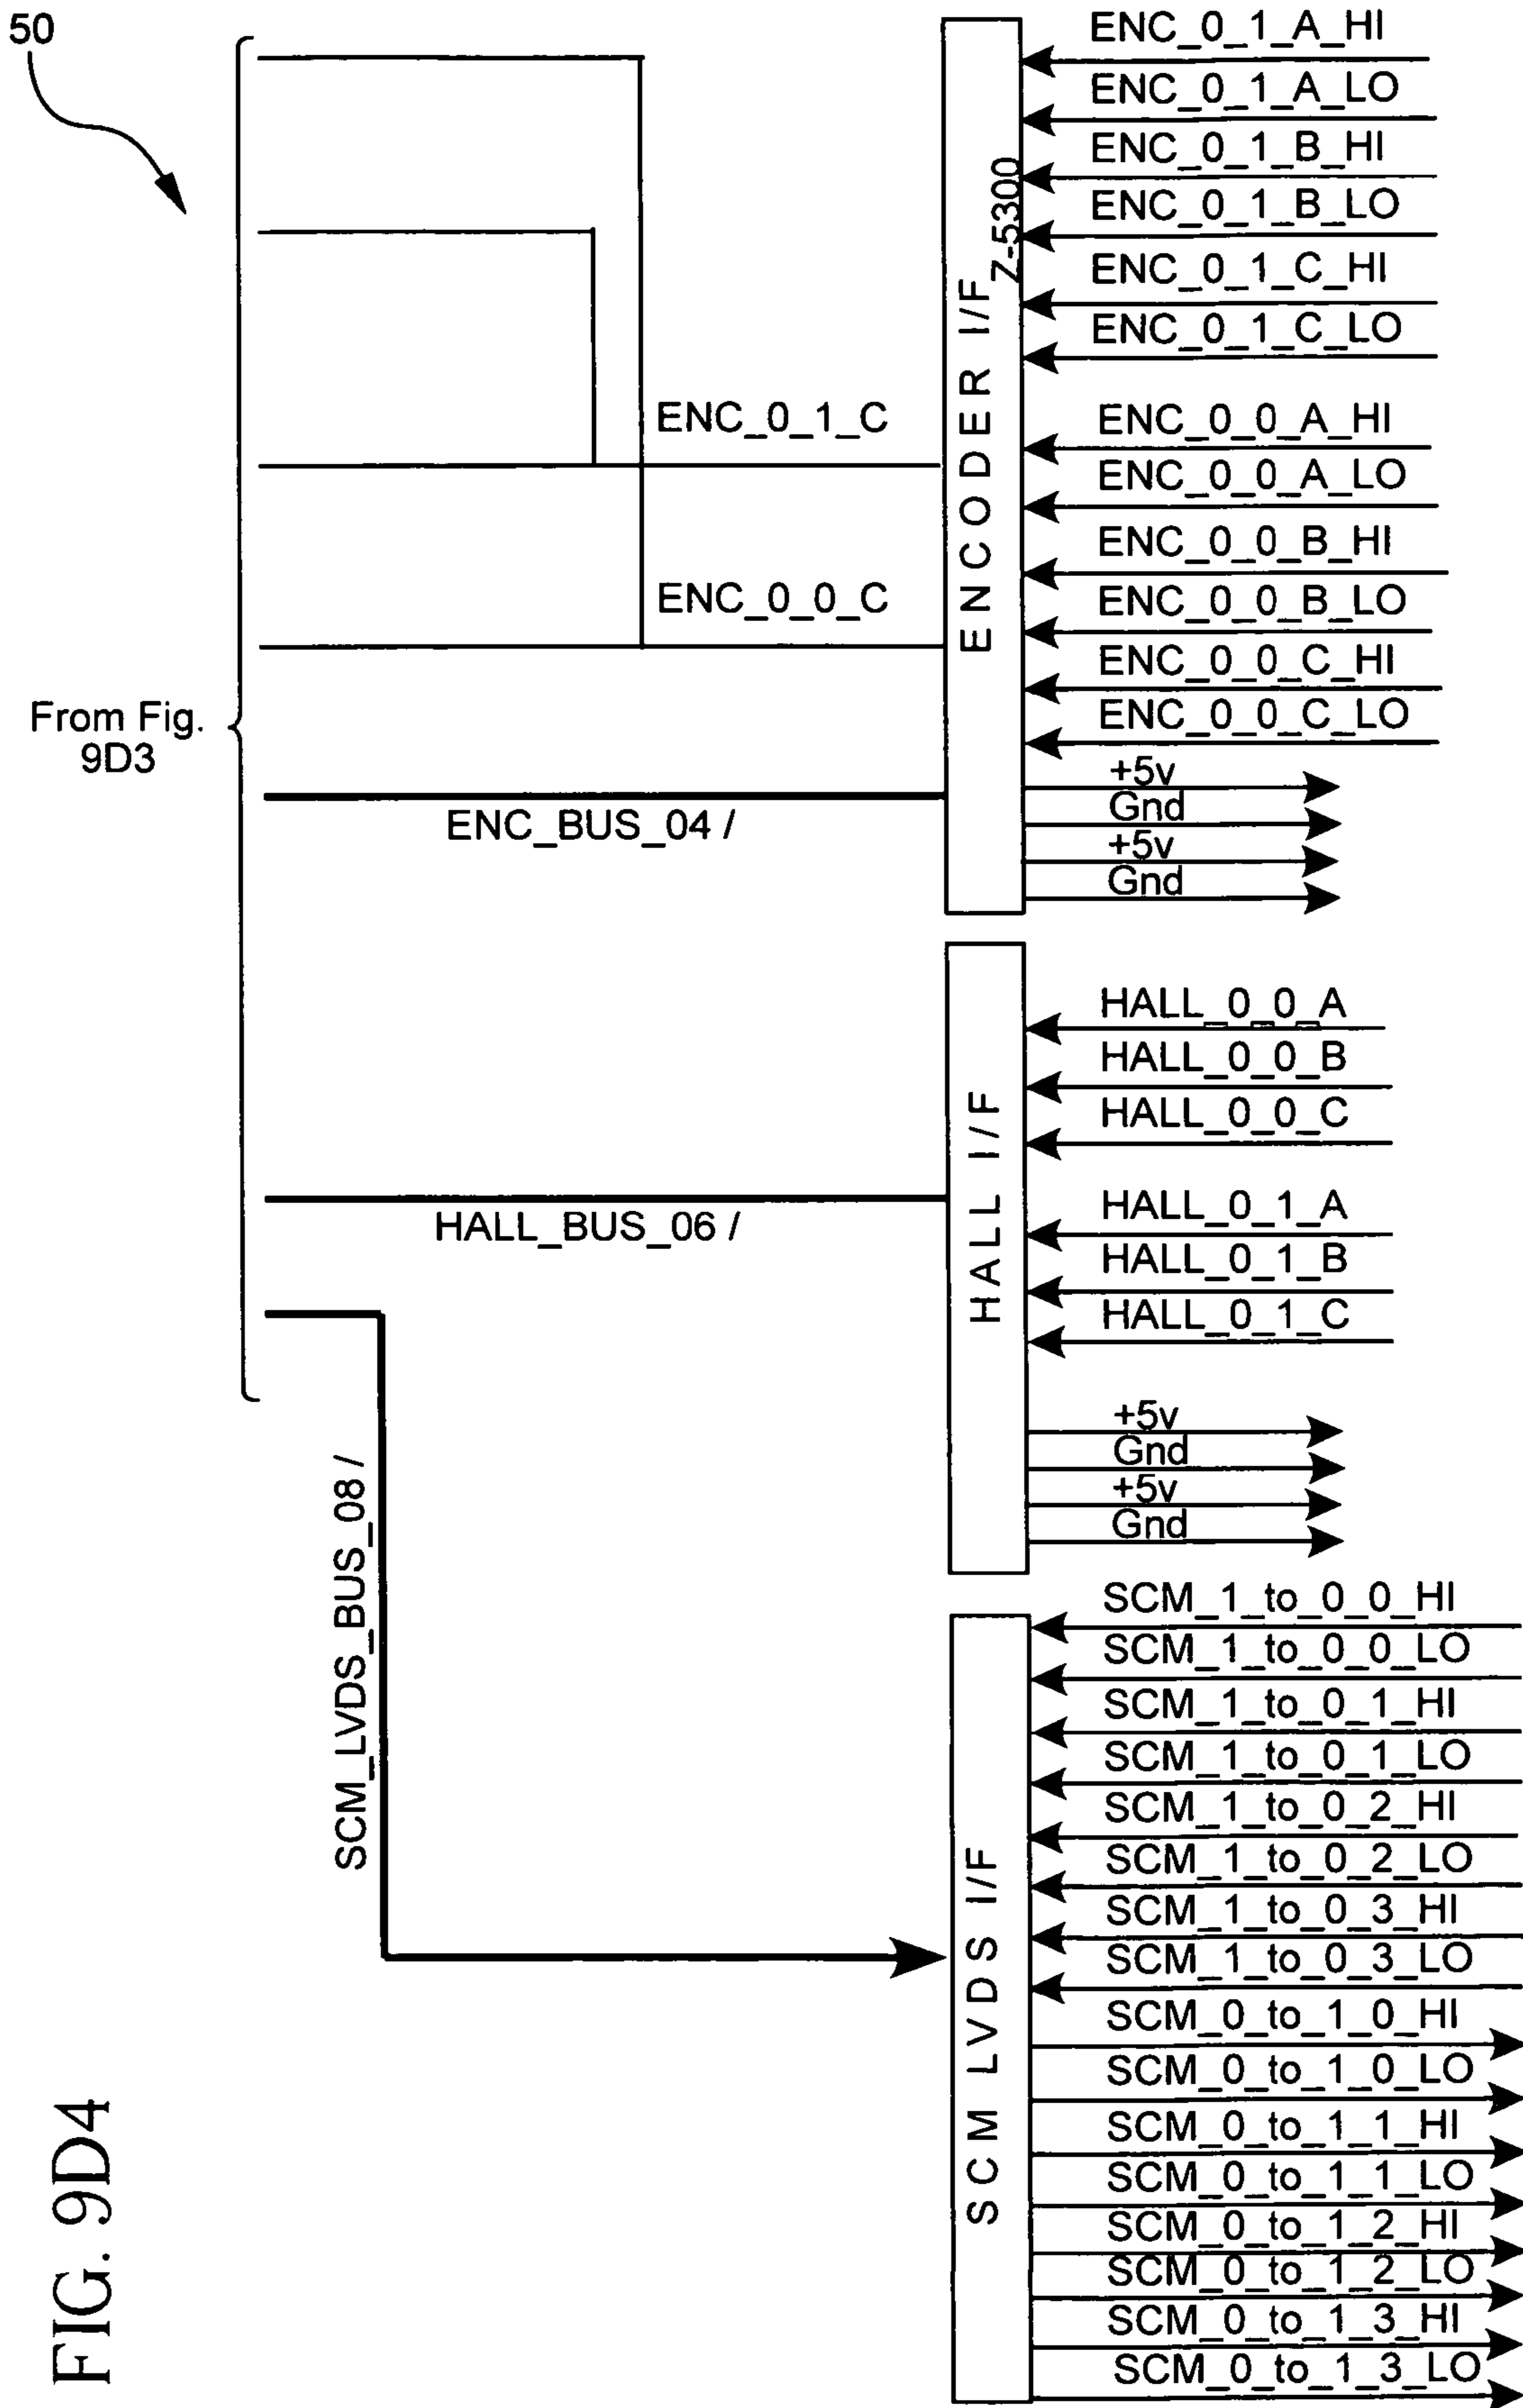 50
From Fig.
9D3
ENC_0_1_C
ENC_0_0_C
ENC_BUS_04 /
HALL_BUS_06 /
SCM_LVDS_BUS_08 /
ENCODER I/F
Z-5300
ENC_0_1_A_HI
ENC_0_1_A_LO
ENC_0_1_B_HI
ENC_0_1_B_LO
ENC_0_1_C_HI
ENC_0_1_C_LO
ENC_0_0_A_HI
ENC_0_0_A_LO
ENC_0_0_B_HI
ENC_0_0_B_LO
ENC_0_0_C_HI
ENC_0_0_C_LO
+5v
Gnd
+5v
Gnd
HALL I/F
HALL_0_0_A
HALL_0_0_B
HALL_0_0_C
HALL_0_1_A
HALL_0_1_B
HALL_0_1_C
+5v
Gnd
+5v
Gnd
SCM LVDS I/F
SCM_1_to_0_0_HI
SCM_1_to_0_0_LO
SCM_1_to_0_1_HI
SCM_1_to_0_1_LO
SCM_1_to_0_2_HI
SCM_1_to_0_2_LO
SCM_1_to_0_3_HI
SCM_1_to_0_3_LO
SCM_0_to_1_0_HI
SCM_0_to_1_0_LO
SCM_0_to_1_1_HI
SCM_0_to_1_1_LO
SCM_0_to_1_2_HI
SCM_0_to_1_2_LO
SCM_0_to_1_3_HI
SCM_0_to_1_3_LO
FIG. 9D4